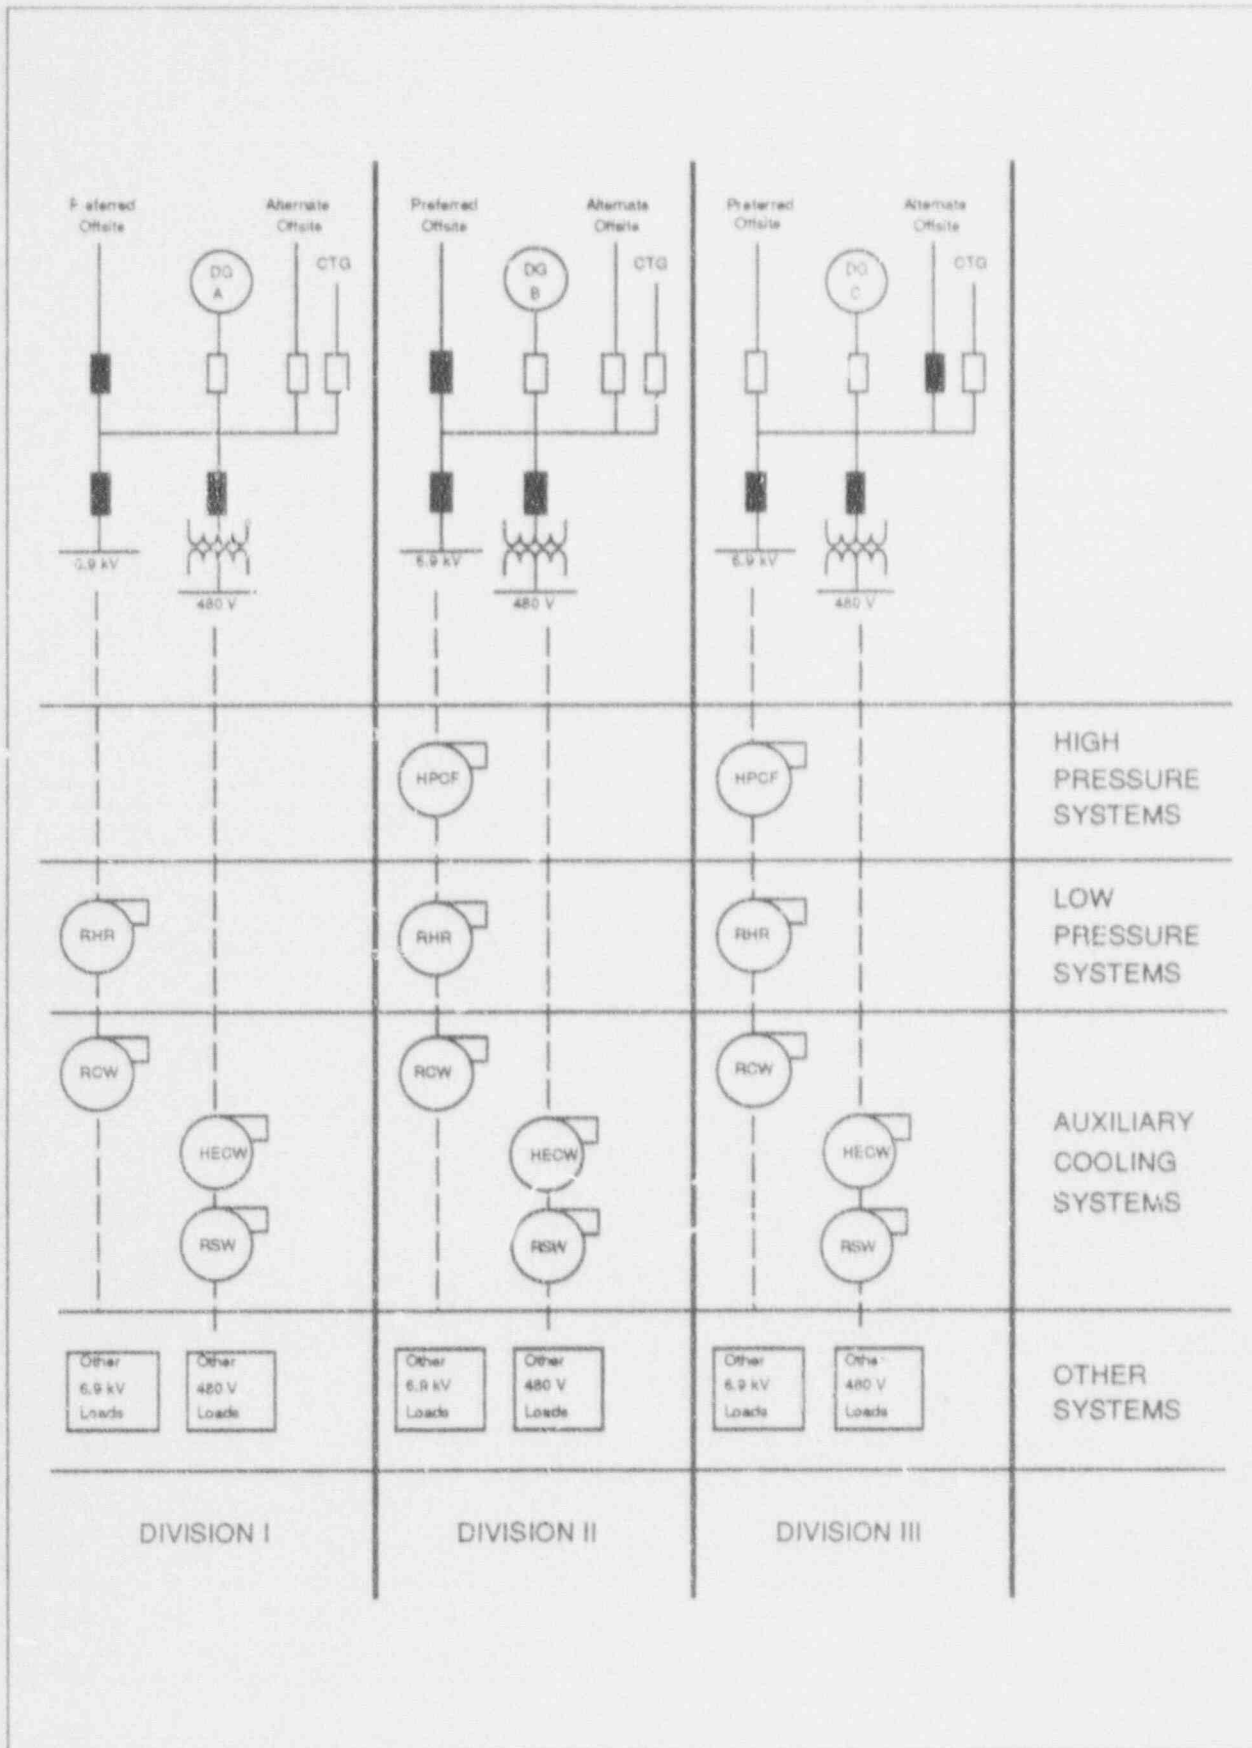 Preferred
Offsite
Alternate
Offsite
DG
A
CTG
Preferred
Offsite
Alternate
Offsite
DG
B
CTG
Preferred
Offsite
Alternate
Offsite
DG
C
CTG
6.9 kV
480 V
6.9 kV
480 V
6.9 kV
480 V
HPCF
HPCF
HIGH
PRESSURE
SYSTEMS
RHR
RHR
RHR
LOW
PRESSURE
SYSTEMS
RCW
RCW
RCW
HECW
HECW
HECW
RSW
RSW
RSW
AUXILIARY
COOLING
SYSTEMS
Other
6.9 kV
Loads
Other
480 V
Loads
Other
6.9 kV
Loads
Other
480 V
Loads
Other
6.9 kV
Loads
Other
480 V
Loads
OTHER
SYSTEMS
DIVISION I
DIVISION II
DIVISION III